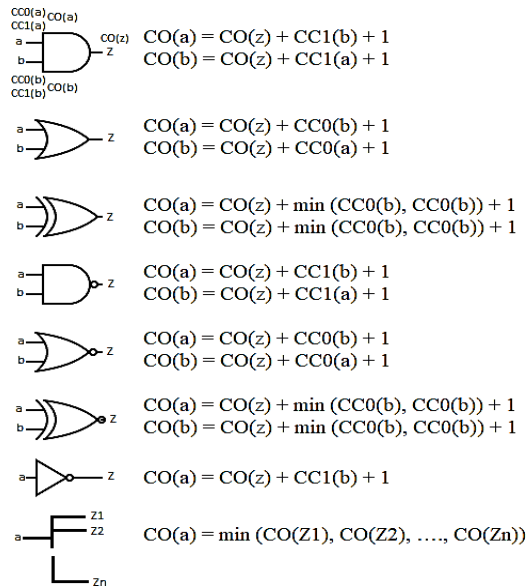 CC0(a) CO(a)
CC1(a)
a
b
CO(z)
Z
CC0(b) CO(b)
CC1(b)
CO(a) = CO(z) + CC1(b) + 1
CO(b) = CO(z) + CC1(a) + 1
a
b
Z
CO(a) = CO(z) + CC0(b) + 1
CO(b) = CO(z) + CC0(a) + 1
a
b
Z
CO(a) = CO(z) + min (CC0(b), CC0(b)) + 1
CO(b) = CO(z) + min (CC0(b), CC0(b)) + 1
a
b
Z
CO(a) = CO(z) + CC1(b) + 1
CO(b) = CO(z) + CC1(a) + 1
a
b
Z
CO(a) = CO(z) + CC0(b) + 1
CO(b) = CO(z) + CC0(a) + 1
a
b
Z
CO(a) = CO(z) + min (CC0(b), CC0(b)) + 1
CO(b) = CO(z) + min (CC0(b), CC0(b)) + 1
a
Z
CO(a) = CO(z) + CC1(b) + 1
a
Z1
Z2
Zn
CO(a) = min (CO(Z1), CO(Z2), …., CO(Zn))